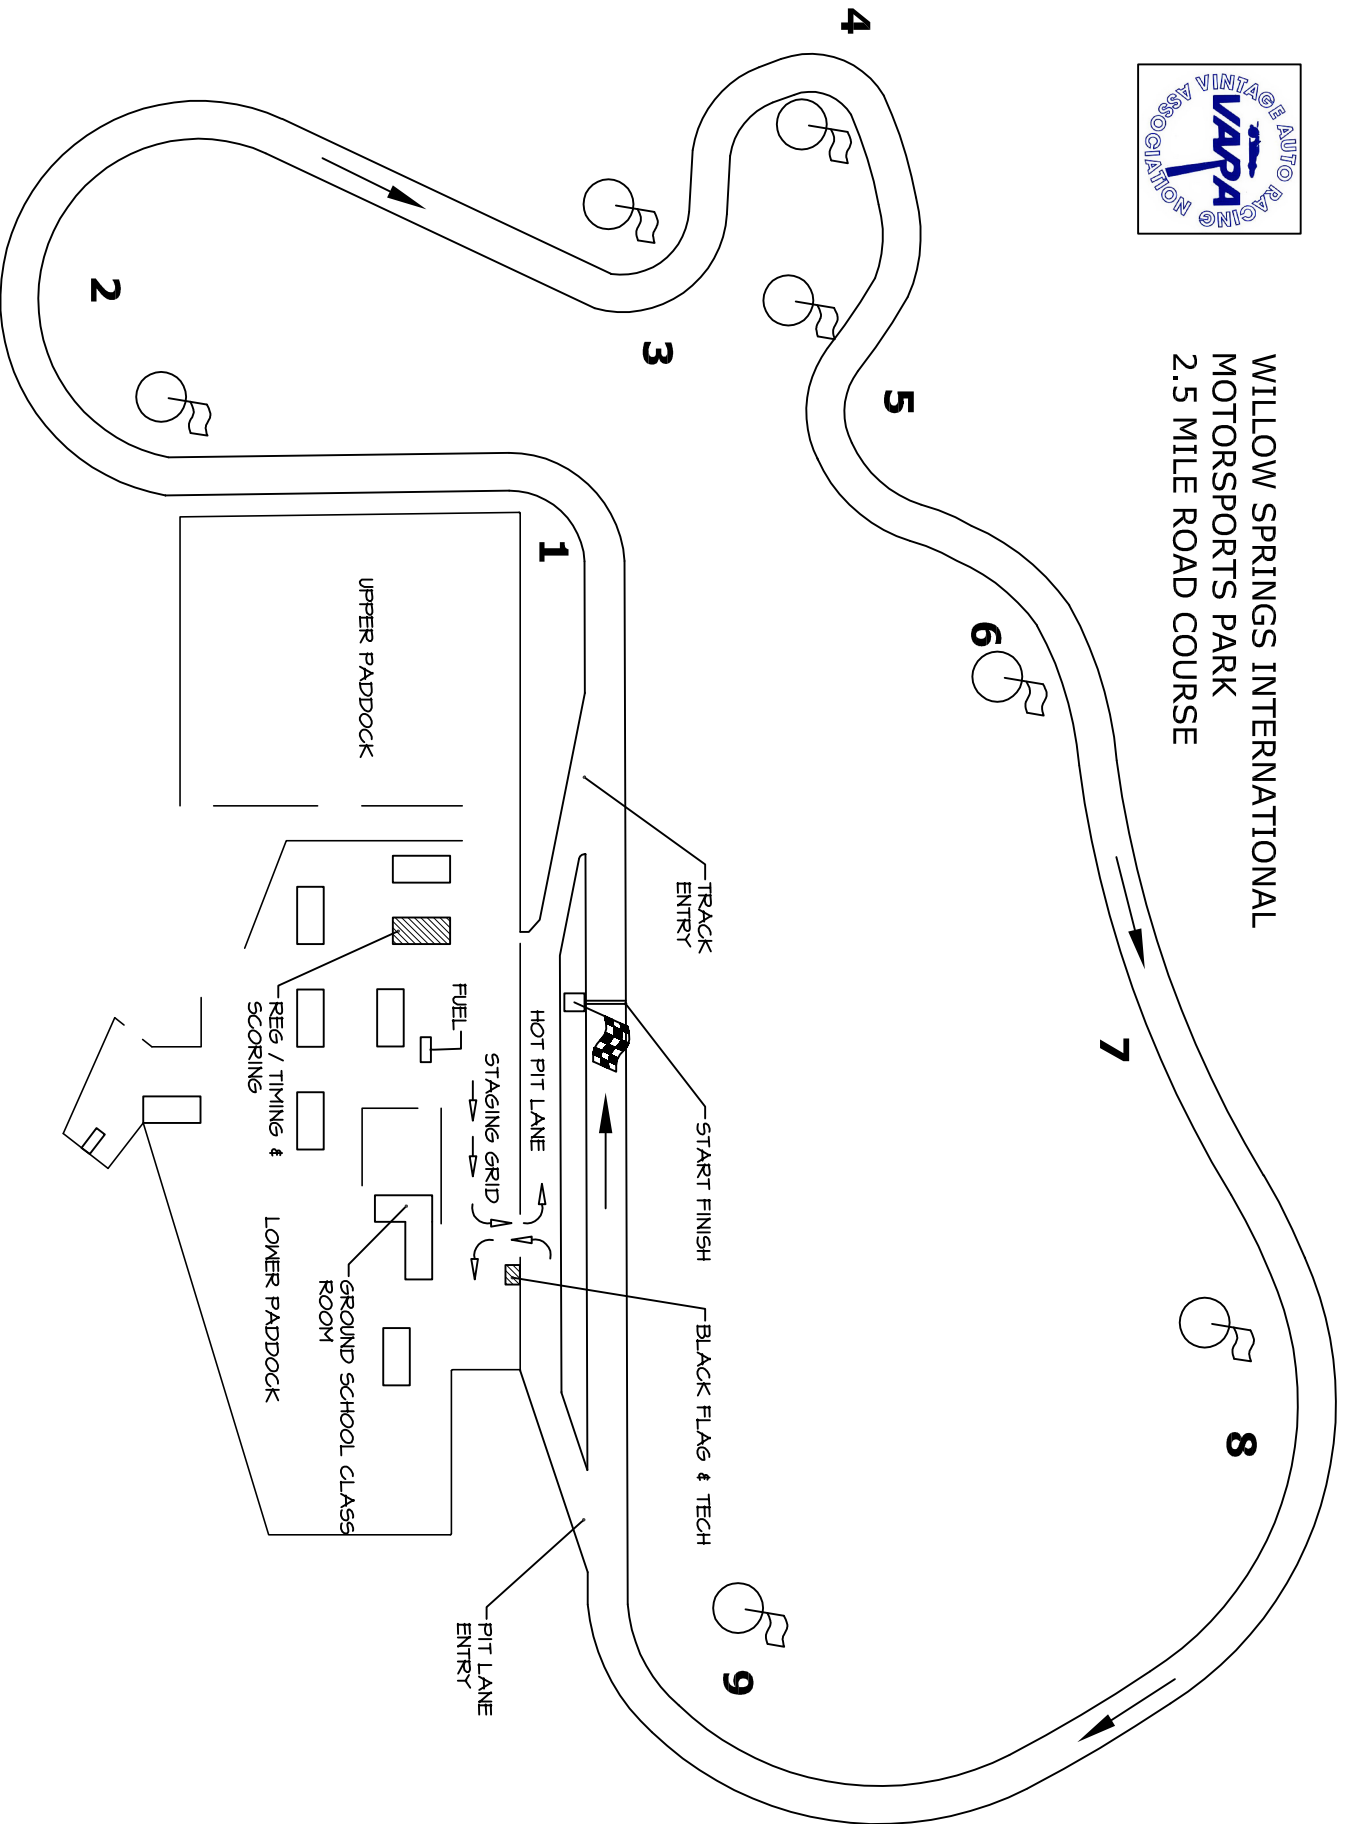 VINTAGE AUTO RACING ASSOCIATION
VARA
WILLOW SPRINGS INTERNATIONAL
MOTORSPORTS PARK
2.5 MILE ROAD COURSE
4
3
2
5
1
6
7
8
9
UPPER PADDOCK
TRACK
ENTRY
START FINISH
BLACK FLAG & TECH
HOT PIT LANE
STAGING GRID
FUEL
REG / TIMING &
SCORING
GROUND SCHOOL CLASS
ROOM
LOWER PADDOCK
PIT LANE
ENTRY